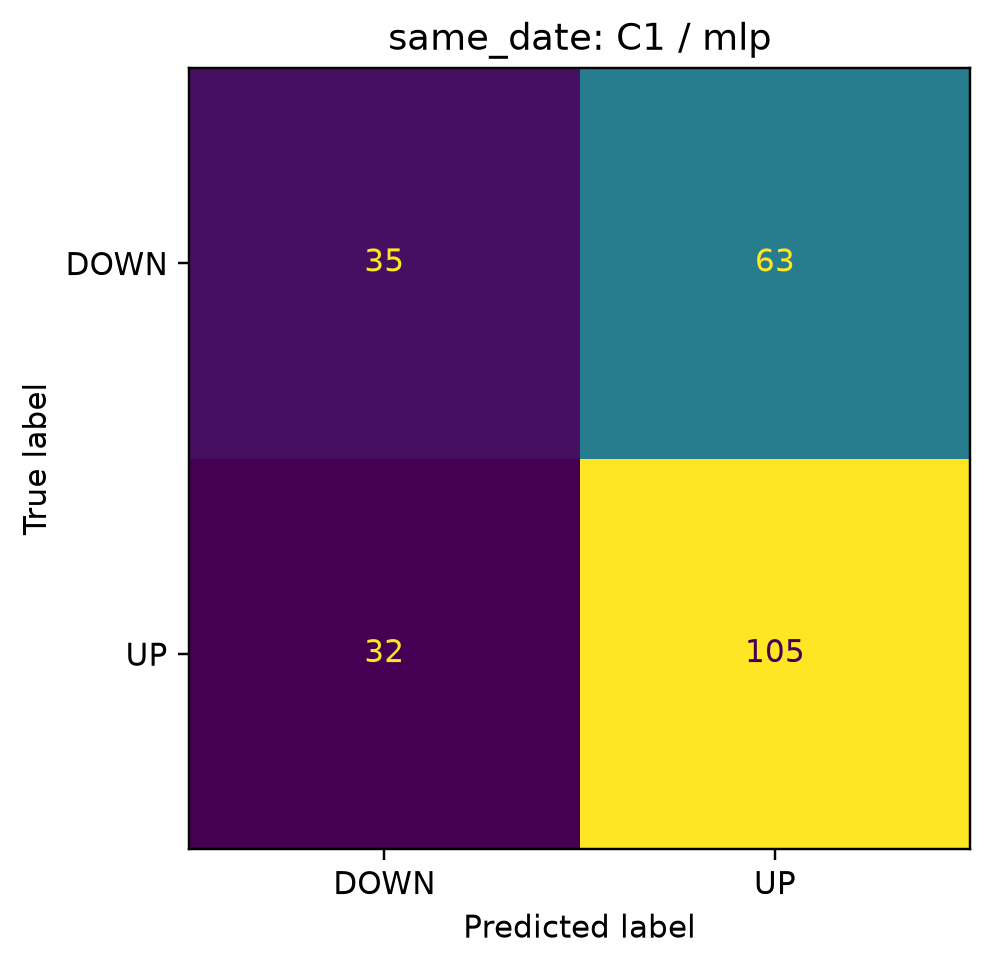 same_date: C1 / mlp
True label
DOWN
35
63
UP
32
105
DOWN
UP
Predicted label